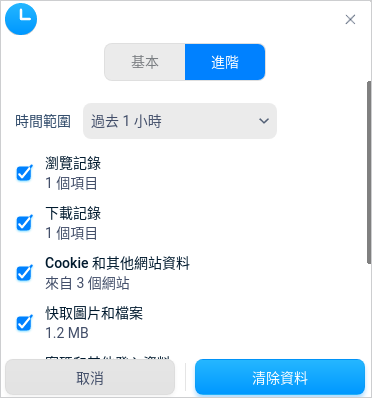 基本
進階
時間範圍
過去 1 小時
瀏覽記錄
1 個項目
下載記錄
1 個項目
Cookie 和其他網站資料
來自 3 個網站
快取圖片和檔案
1.2 MB
取消
清除資料